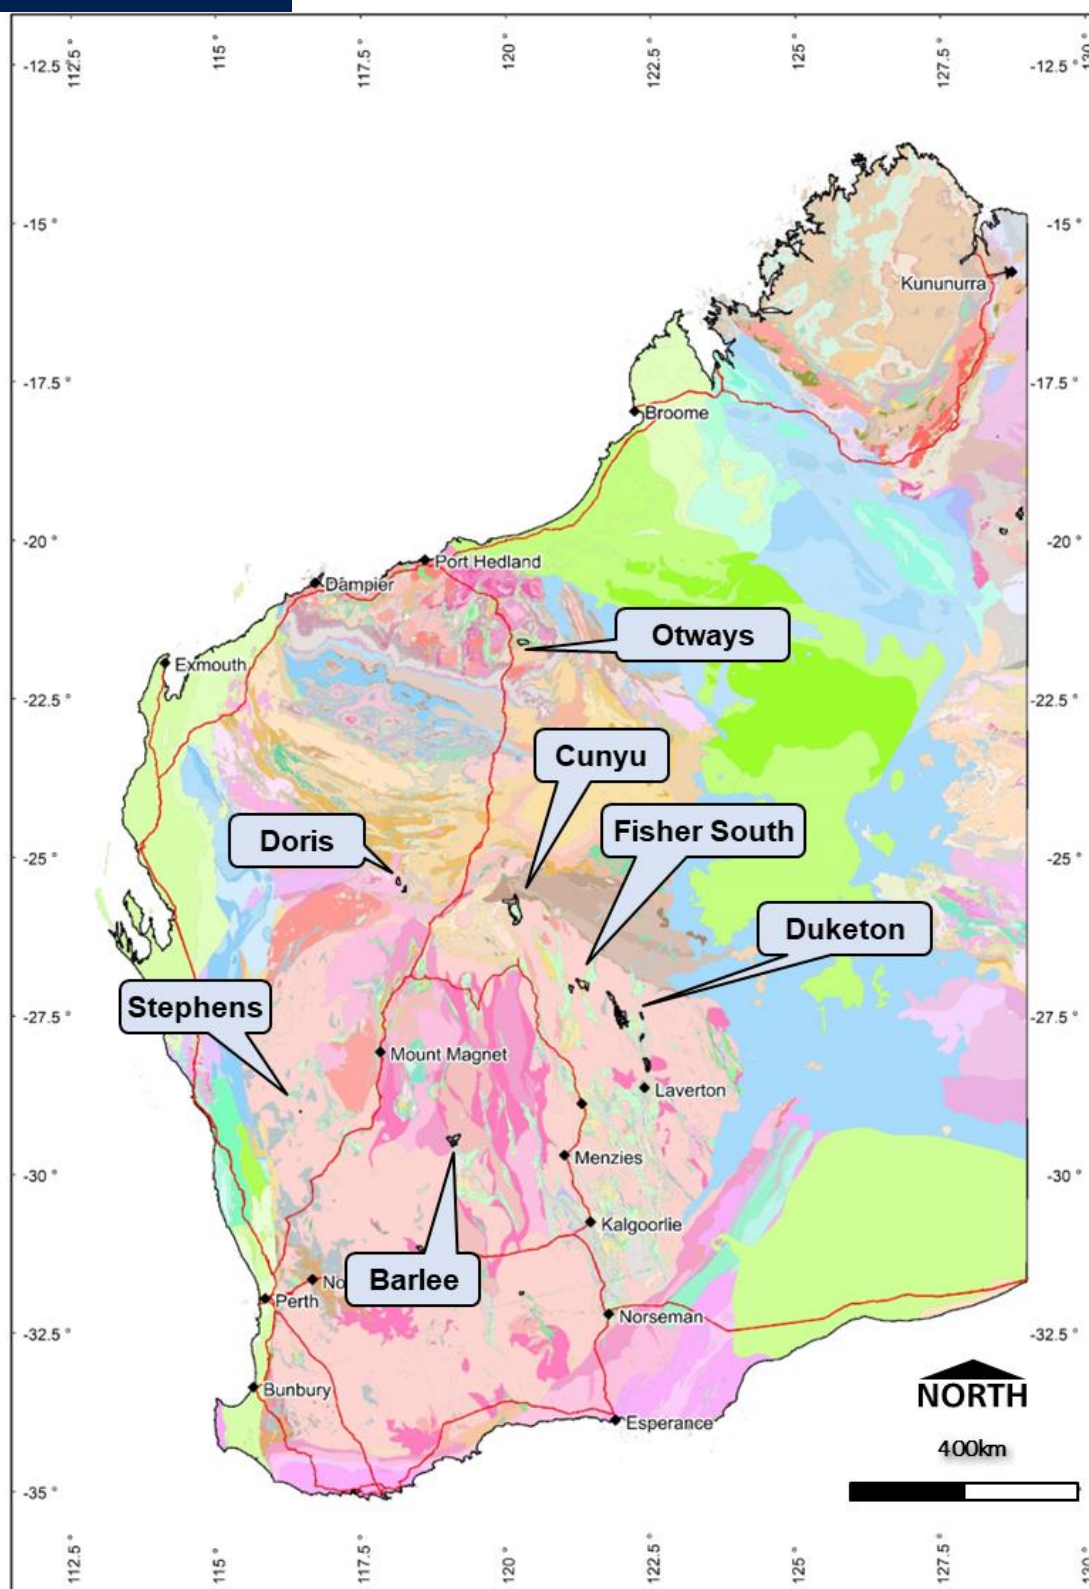 112.5 °
115 °
117.5 °
120 °
122.5 °
125 °
127.5 °
-12.5 °
-12.5 °
-15 °
-15 °
Kununurra
-17.5 °
-17.5 °
Broome
-20 °
-20 °
Port Hedland
Dampier
Otways
Exmouth
-22.5 °
-22.5 °
Cunyu
Fisher South
Doris
-25 °
-25 °
Duketon
Stephens
-27.5 °
-27.5 °
Mount Magnet
Laverton
Menzies
-30 °
-30 °
Kalgoorlie
Barlee
No
Perth
Norseman
-32.5 °
-32.5 °
Bunbury
NORTH
Esperance
400km
-35 °
-35 °
112.5 °
115 °
117.5 °
120 °
122.5 °
125 °
127.5 °